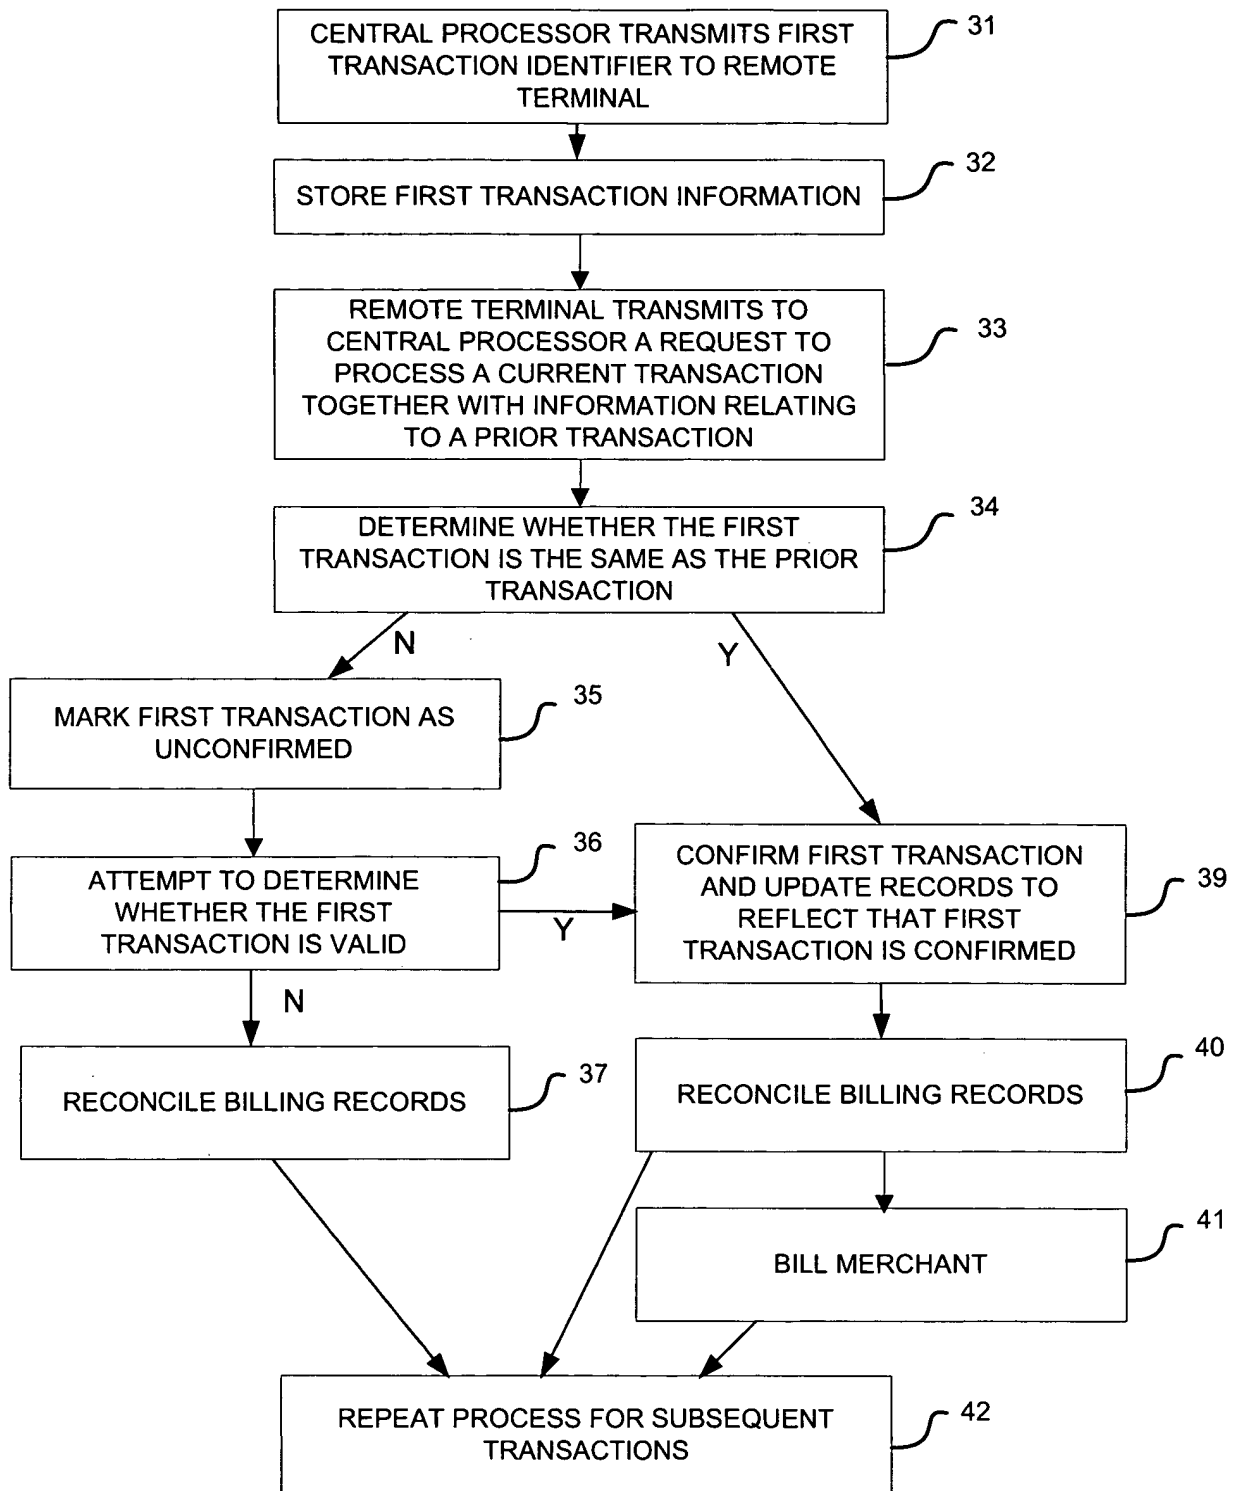 CENTRAL PROCESSOR TRANSMITS FIRST
TRANSACTION IDENTIFIER TO REMOTE
TERMINAL
31
STORE FIRST TRANSACTION INFORMATION
32
REMOTE TERMINAL TRANSMITS TO
CENTRAL PROCESSOR A REQUEST TO
PROCESS A CURRENT TRANSACTION
TOGETHER WITH INFORMATION RELATING
TO A PRIOR TRANSACTION
33
DETERMINE WHETHER THE FIRST
TRANSACTION IS THE SAME AS THE PRIOR
TRANSACTION
34
N
Y
MARK FIRST TRANSACTION AS
UNCONFIRMED
35
ATTEMPT TO DETERMINE
WHETHER THE FIRST
TRANSACTION IS VALID
36
Y
N
CONFIRM FIRST TRANSACTION
AND UPDATE RECORDS TO
REFLECT THAT FIRST
TRANSACTION IS CONFIRMED
39
RECONCILE BILLING RECORDS
37
RECONCILE BILLING RECORDS
40
BILL MERCHANT
41
REPEAT PROCESS FOR SUBSEQUENT
TRANSACTIONS
42